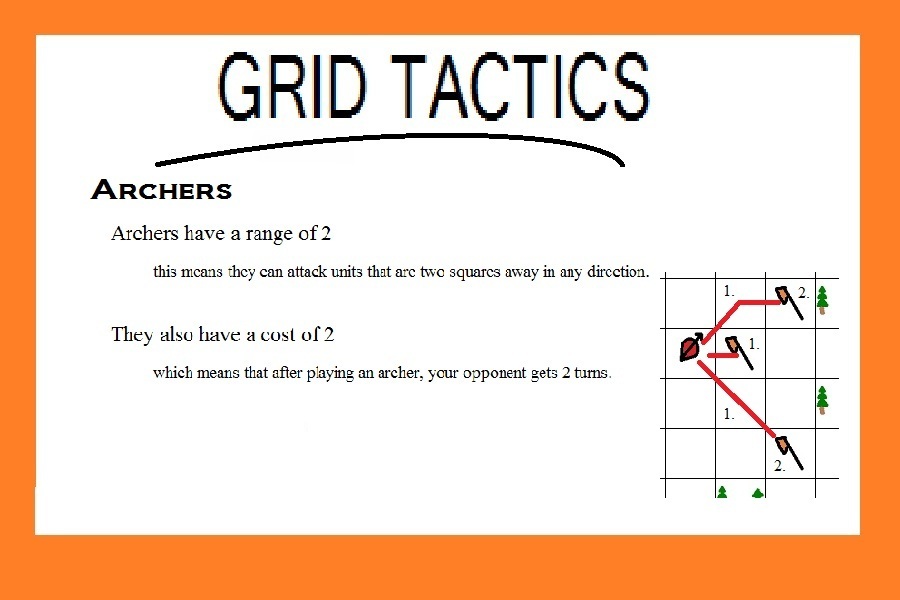 GRID TACTICS
ARCHERS
Archers have a range of 2
this means they can attack units that are two squares away in any direction.
1. 2.
1.
They also have a cost of 2
which means that after playing an archer, your opponent gets 2 turns.
1.
2.